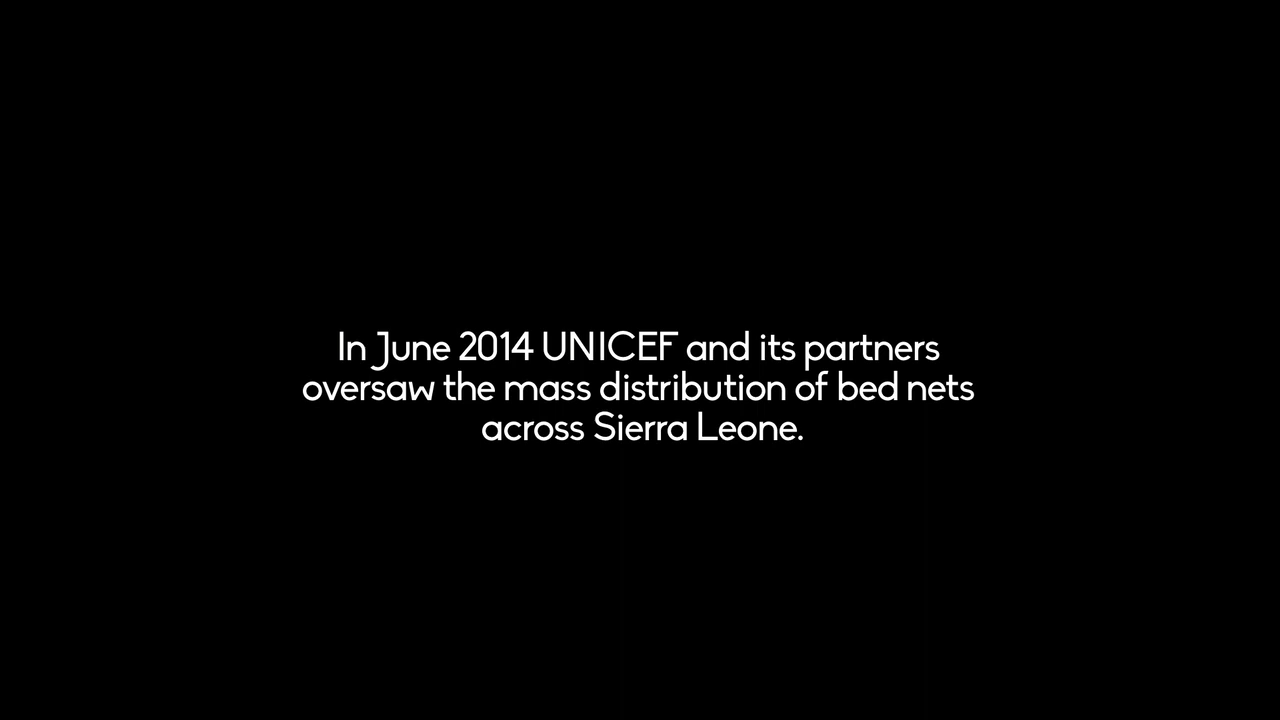 In June 2014 UNICEF and its partners
oversaw the mass distribution of bed nets
across Sierra Leone.